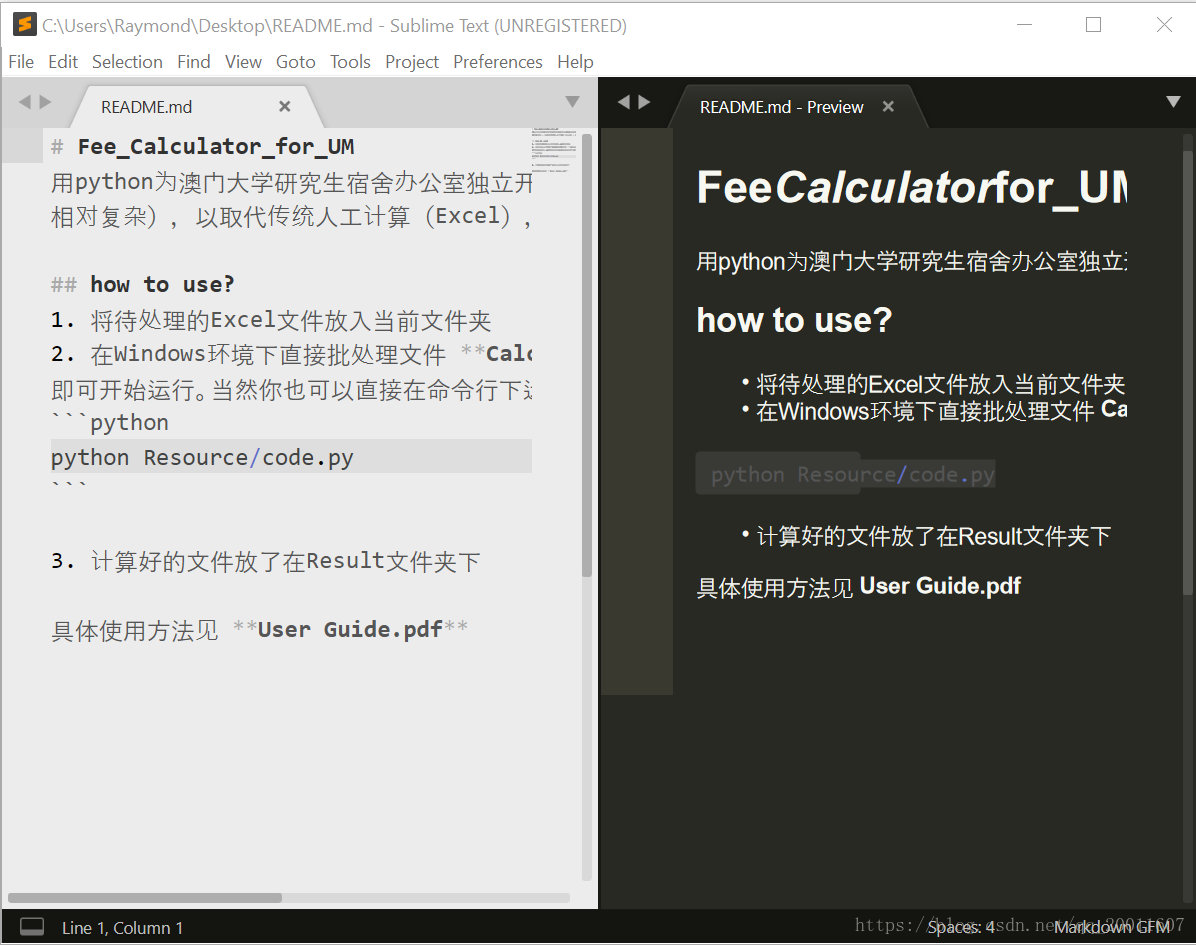 C:\Users\Raymond\Desktop\README.md - Sublime Text (UNREGISTERED)
File Edit Selection Find View Goto Tools Project Preferences Help
README.md
# Fee_Calculator_for_UM
用python为澳门大学研究生宿舍办公室独立开
相对复杂），以取代传统人工计算（Excel），
## how to use?
1. 将待处理的Excel文件放入当前文件夹
2. 在Windows环境下直接批处理文件 **Calc
即可开始运行。当然你也可以直接在命令行下运
```python
python Resource/code.py
```
3. 计算好的文件放了在Result文件夹下
具体使用方法见 **User Guide.pdf**
README.md - Preview
FeeCalculatorfor_UM
用python为澳门大学研究生宿舍办公室独立
how to use?
• 将待处理的Excel文件放入当前文件夹
• 在Windows环境下直接批处理文件 Ca
python Resource/code.py
• 计算好的文件放了在Result文件夹下
具体使用方法见 User Guide.pdf
Line 1, Column 1
Spaces: 4
Markdown GFM
https://blog.csdn.net/qq_20011607